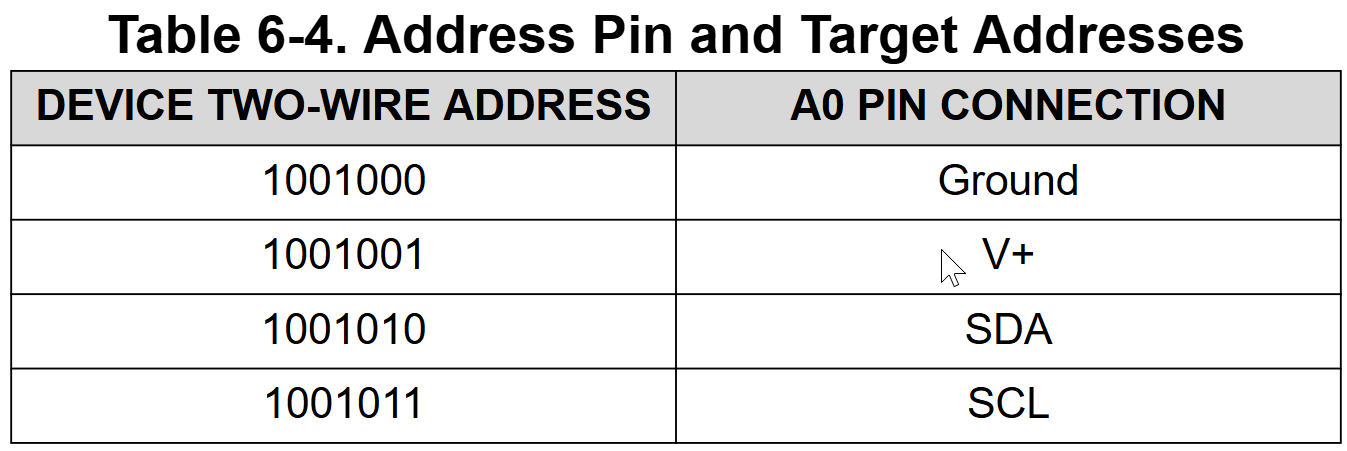 Table 6-4. Address Pin and Target Addresses
DEVICE TWO-WIRE ADDRESS A0 PIN CONNECTION
1001000 Ground
1001001 V+
1001010 SDA
1001011 SCL